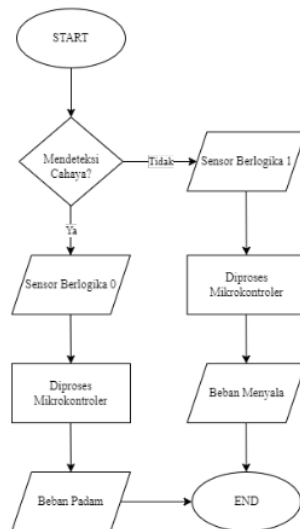 START
Mendeteksi
Cahaya?
Tidak
Sensor Berlogika 1
Ya
Sensor Berlogika 0
Diproses
Mikrokontroler
Diproses
Mikrokontroler
Beban Menyala
Beban Padam
END